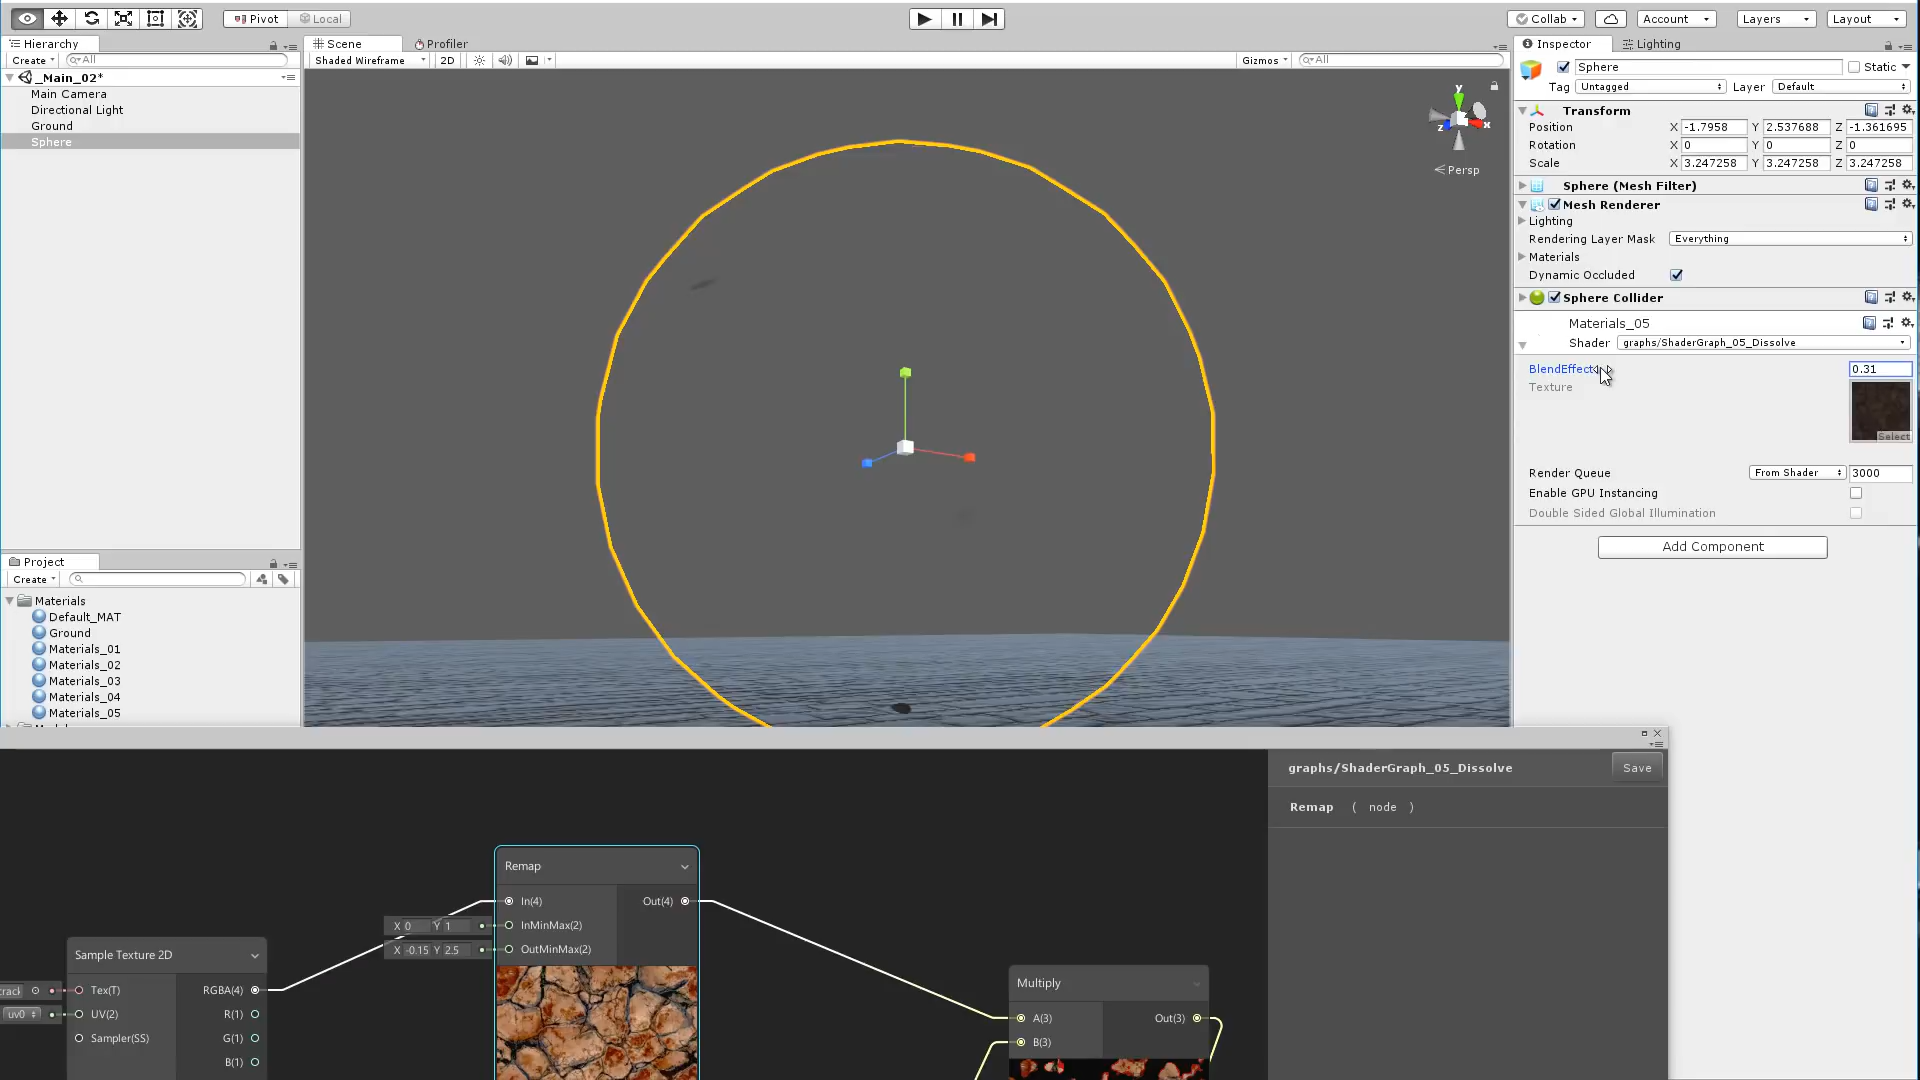 Pivot
Local
Collab
Account
Layers
Layout
Hierarchy
Create
All
_Main_02*
Main Camera
Directional Light
Ground
Sphere
Scene
Profiler
Shaded Wireframe
2D
Gizmos
All
y
x
z
Persp
Inspector
Lighting
Sphere
Static
Tag Untagged Layer Default
Transform
Position X -1.7958 Y 2.537688 Z -1.361695
Rotation X 0 Y 0 Z 0
Scale X 3.247258 Y 3.247258 Z 3.247258
Sphere (Mesh Filter)
Mesh Renderer
Lighting
Rendering Layer Mask Everything
Materials
Dynamic Occluded
Sphere Collider
Materials_05
Shader graphs/ShaderGraph_05_Dissolve
BlendEffect 0.31
Texture
Select
Render Queue From Shader 3000
Enable GPU Instancing
Double Sided Global Illumination
Add Component
Project
Create
Materials
Default_MAT
Ground
Materials_01
Materials_02
Materials_03
Materials_04
Materials_05
graphs/ShaderGraph_05_Dissolve
Save
Remap ( node )
Remap
In(4) Out(4)
X 0 Y 1 InMinMax(2)
X -0.15 Y 2.5 OutMinMax(2)
Sample Texture 2D
Tex(T) RGBA(4)
uv0 UV(2) R(1)
Sampler(SS) G(1)
B(1)
Multiply
A(3) Out(3)
B(3)